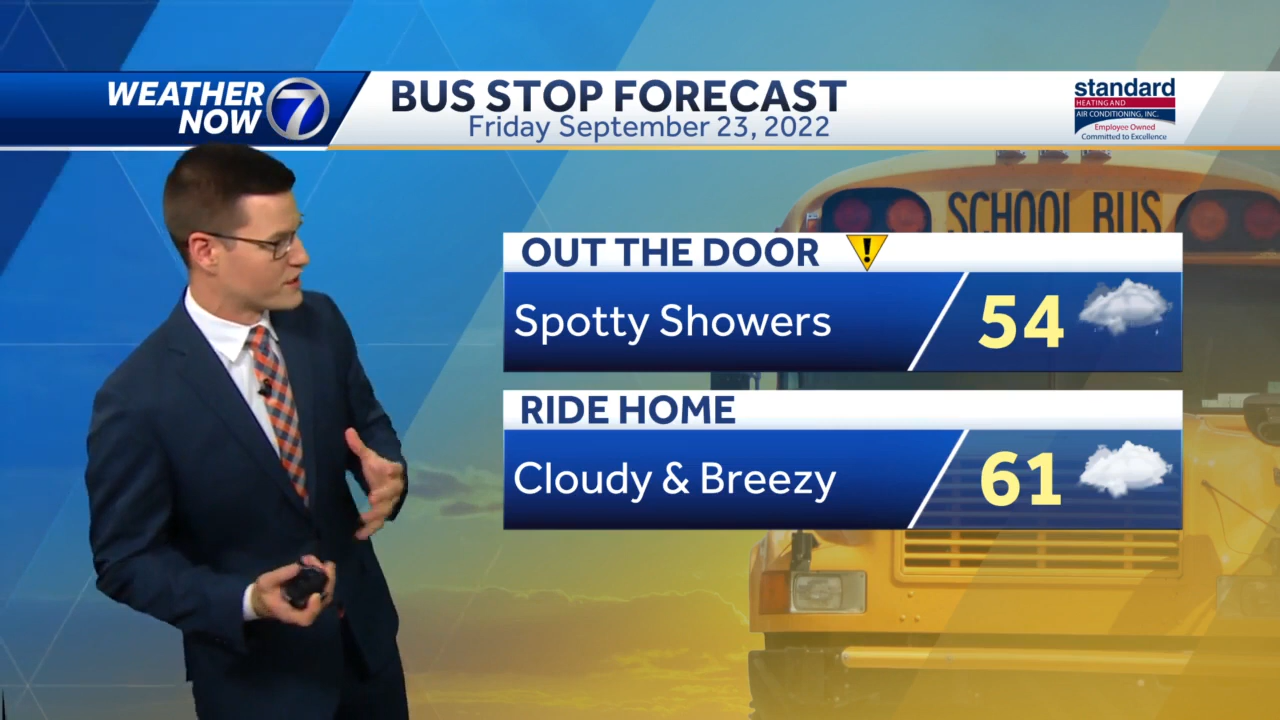 WEATHER
NOW 7
BUS STOP FORECAST
Friday September 23, 2022
standard
HEATING AND
AIR CONDITIONING, INC.
Employee Owned
Committed to Excellence
SCHOOL BUS
OUT THE DOOR !
Spotty Showers 54
RIDE HOME
Cloudy & Breezy 61